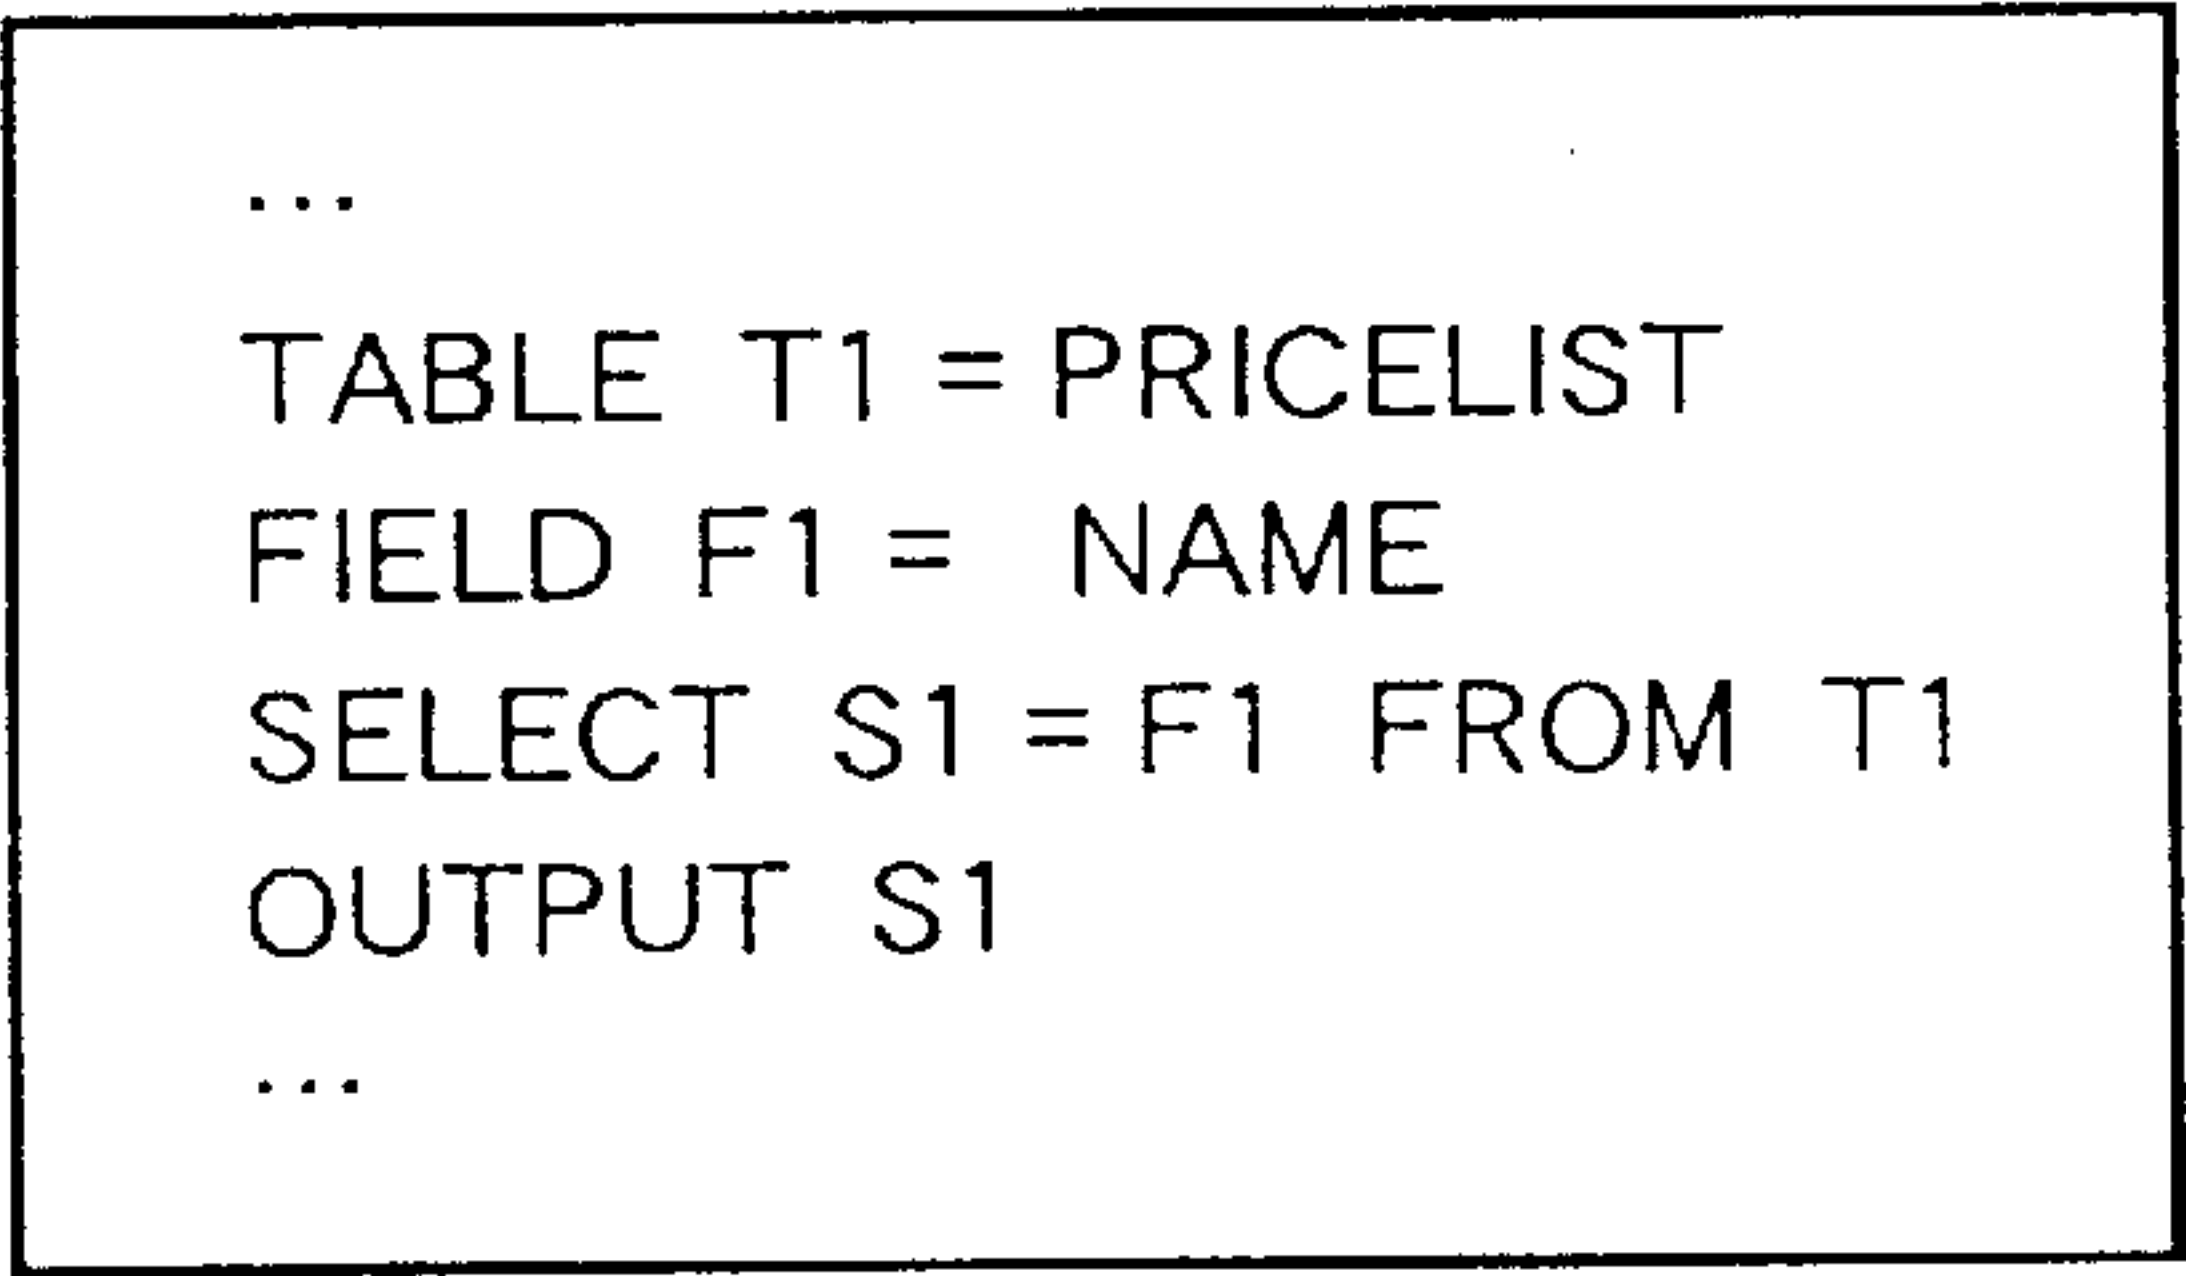 ...
TABLE T1 = PRICELIST
FIELD F1 = NAME
SELECT S1 = F1 FROM T1
OUTPUT S1
...